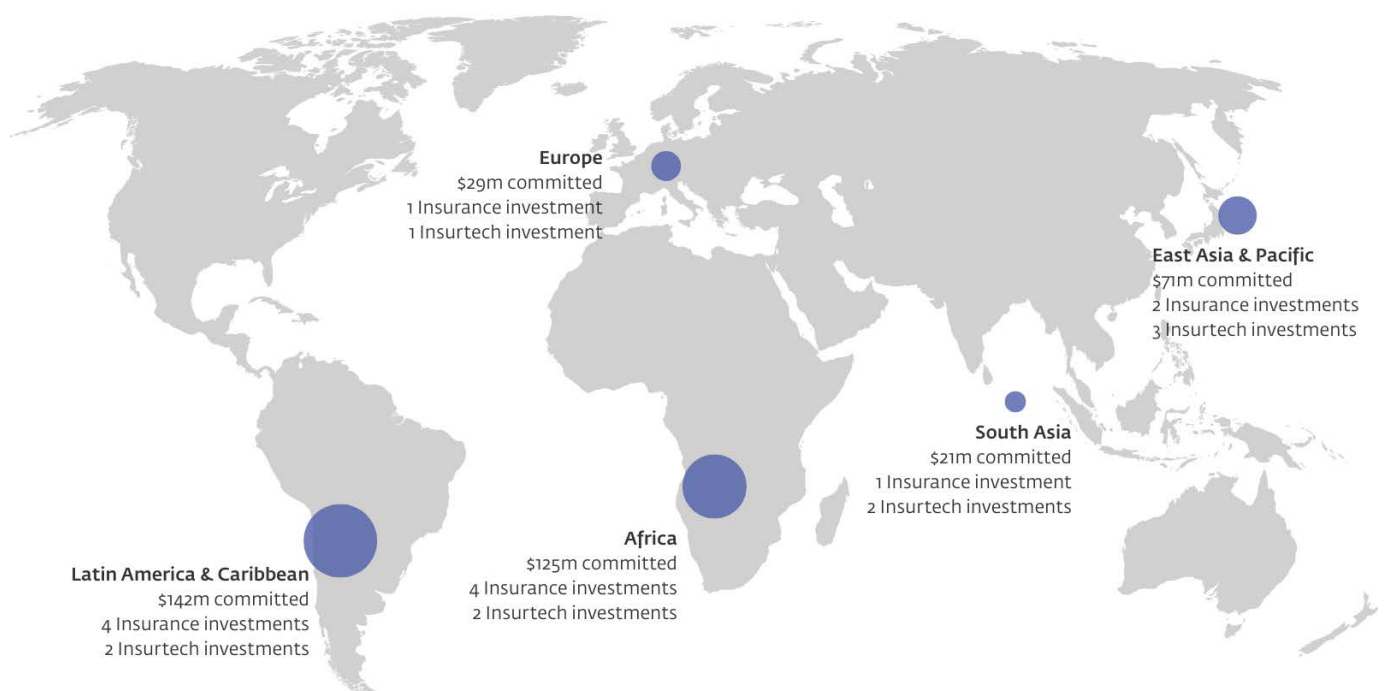 Europe
$29m committed
1 Insurance investment
1 Insurtech investment
East Asia & Pacific
$71m committed
2 Insurance investments
3 Insurtech investments
South Asia
$21m committed
1 Insurance investment
2 Insurtech investments
Africa
$125m committed
4 Insurance investments
2 Insurtech investments
Latin America & Caribbean
$142m committed
4 Insurance investments
2 Insurtech investments